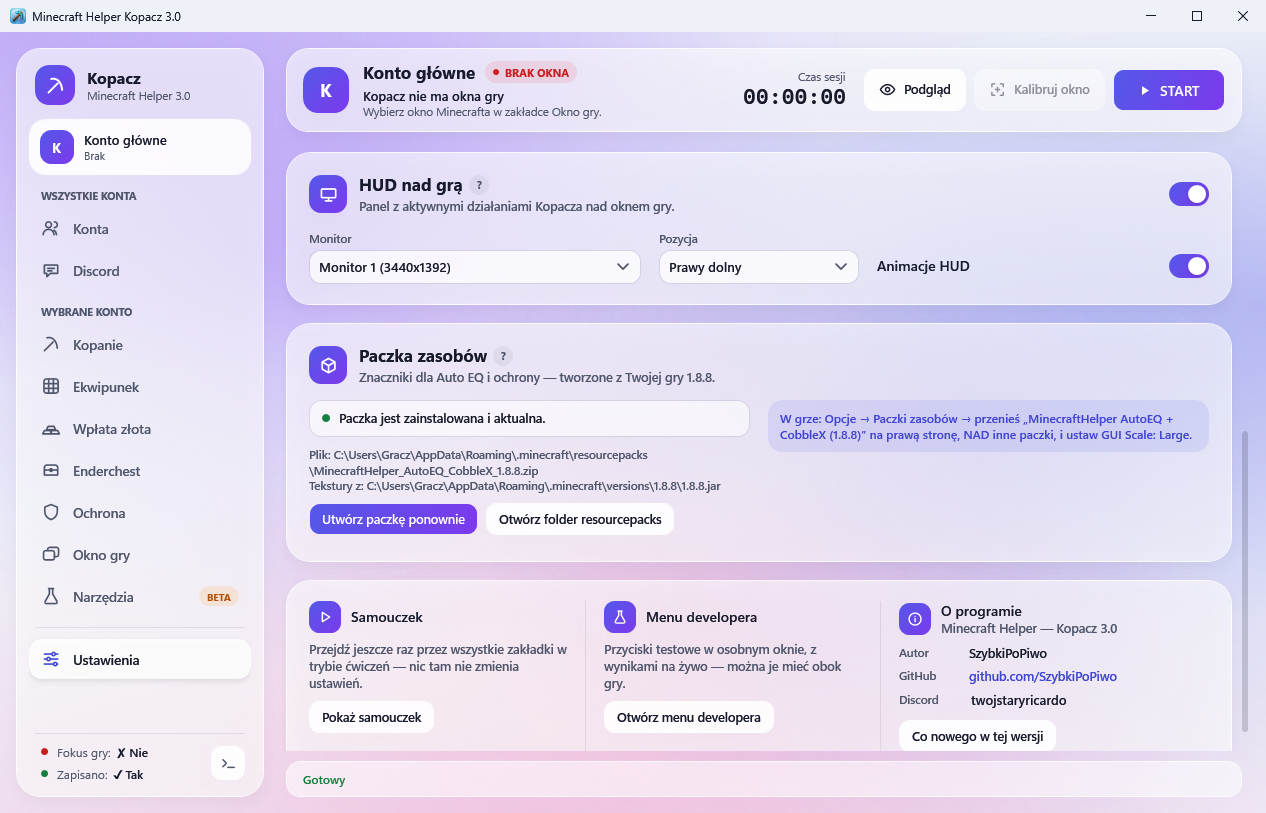 Minecraft Helper Kopacz 3.0
Kopacz
Minecraft Helper 3.0
K
Konto główne
Brak
WSZYSTKIE KONTA
Konta
Discord
WYBRANE KONTO
Kopanie
Ekwipunek
Wpłata złota
Enderchest
Ochrona
Okno gry
Narzędzia
BETA
Ustawienia
Fokus gry: ✗ Nie
Zapisano: ✓ Tak
K
Konto główne
BRAK OKNA
Kopacz nie ma okna gry
Wybierz okno Minecrafta w zakładce Okno gry.
Czas sesji
00:00:00
Podgląd
Kalibruj okno
START
HUD nad grą ?
Panel z aktywnymi działaniami Kopacza nad oknem gry.
Monitor
Monitor 1 (3440x1392)
Pozycja
Prawy dolny
Animacje HUD
Paczka zasobów ?
Znaczniki dla Auto EQ i ochrony — tworzone z Twojej gry 1.8.8.
Paczka jest zainstalowana i aktualna.
Plik: C:\Users\Gracz\AppData\Roaming\.minecraft\resourcepacks
\MinecraftHelper_AutoEQ_CobbleX_1.8.8.zip
Tekstury z: C:\Users\Gracz\AppData\Roaming\.minecraft\versions\1.8.8\1.8.8.jar
Utwórz paczkę ponownie
Otwórz folder resourcepacks
W grze: Opcje → Paczki zasobów → przenieś „MinecraftHelper AutoEQ +
CobbleX (1.8.8)” na prawą stronę, NAD inne paczki, i ustaw GUI Scale: Large.
Samouczek
Przejdź jeszcze raz przez wszystkie zakładki w
trybie ćwiczeń — nic tam nie zmienia
ustawień.
Pokaż samouczek
Menu developera
Przyciski testowe w osobnym oknie, z
wynikami na żywo — można je mieć obok
gry.
Otwórz menu developera
O programie
Minecraft Helper — Kopacz 3.0
Autor SzybkiPoPiwo
GitHub github.com/SzybkiPoPiwo
Discord twojstaryricardo
Co nowego w tej wersji
Gotowy